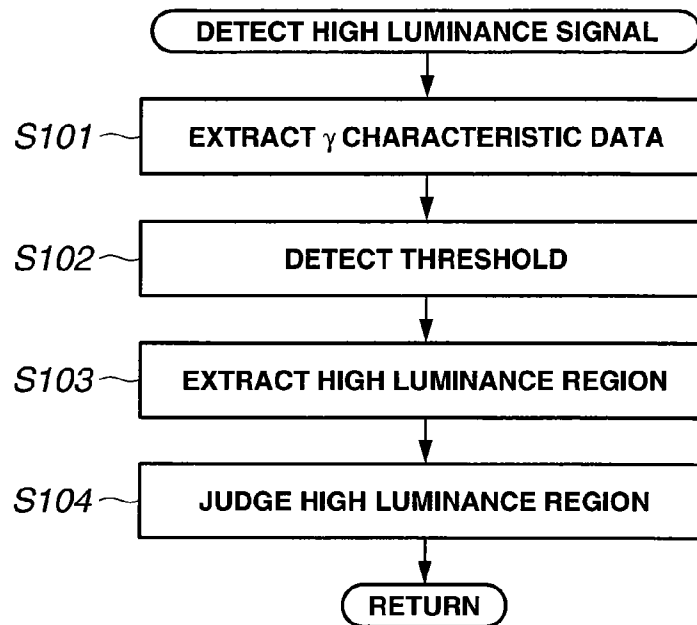 DETECT HIGH LUMINANCE SIGNAL
S101 EXTRACT γ CHARACTERISTIC DATA
S102 DETECT THRESHOLD
S103 EXTRACT HIGH LUMINANCE REGION
S104 JUDGE HIGH LUMINANCE REGION
RETURN